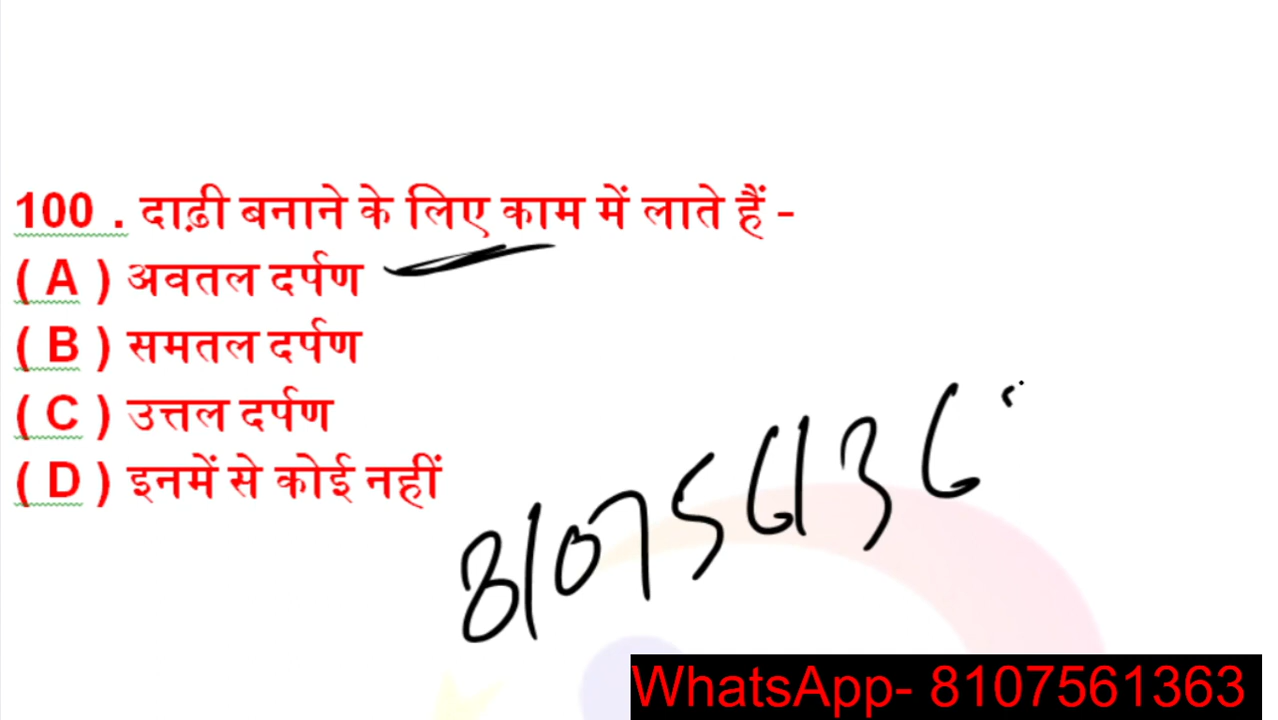 100 . दाढ़ी बनाने के लिए काम में लाते हैं -
( A ) अवतल दर्पण
( B ) समतल दर्पण
( C ) उत्तल दर्पण
( D ) इनमें से कोई नहीं
810756136
WhatsApp- 8107561363